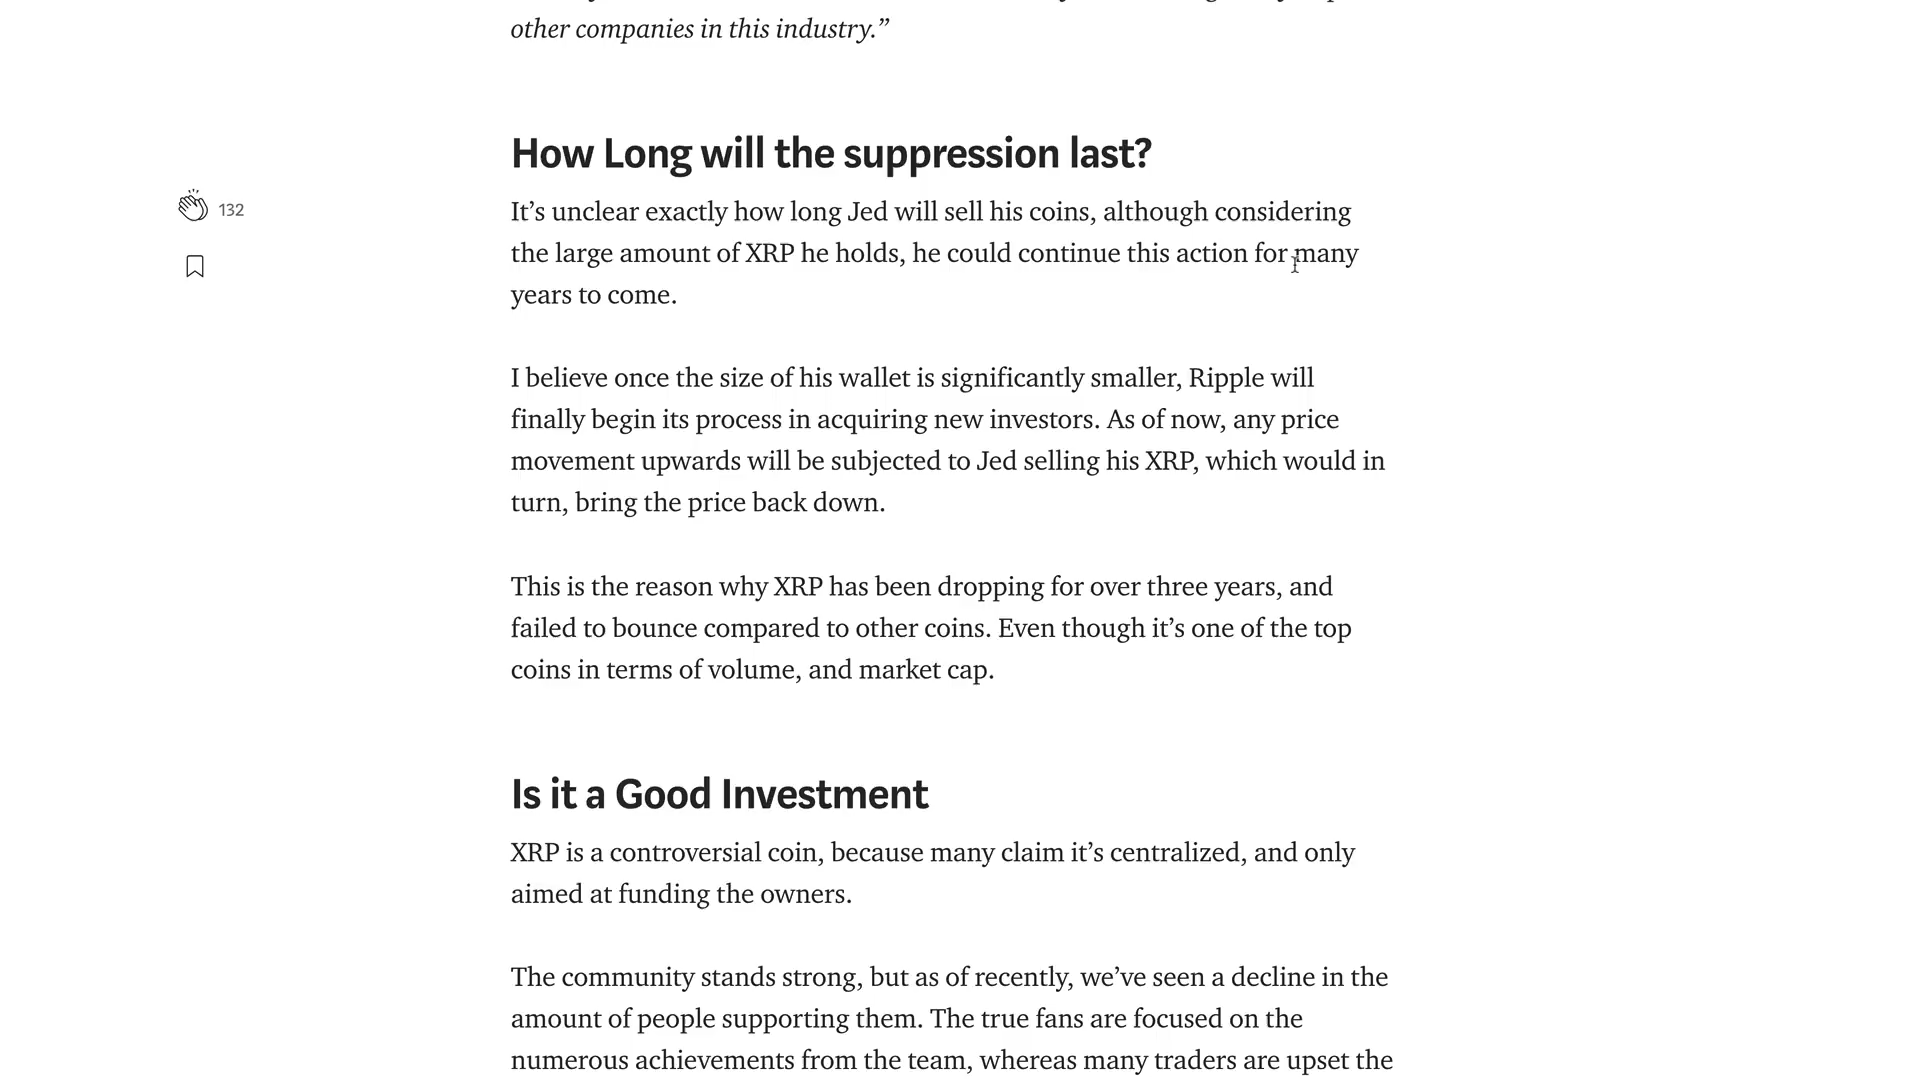 other companies in this industry.”
How Long will the suppression last?
132
It’s unclear exactly how long Jed will sell his coins, although considering
the large amount of XRP he holds, he could continue this action for many
years to come.
I believe once the size of his wallet is significantly smaller, Ripple will
finally begin its process in acquiring new investors. As of now, any price
movement upwards will be subjected to Jed selling his XRP, which would in
turn, bring the price back down.
This is the reason why XRP has been dropping for over three years, and
failed to bounce compared to other coins. Even though it’s one of the top
coins in terms of volume, and market cap.
Is it a Good Investment
XRP is a controversial coin, because many claim it’s centralized, and only
aimed at funding the owners.
The community stands strong, but as of recently, we’ve seen a decline in the
amount of people supporting them. The true fans are focused on the
numerous achievements from the team, whereas many traders are upset the